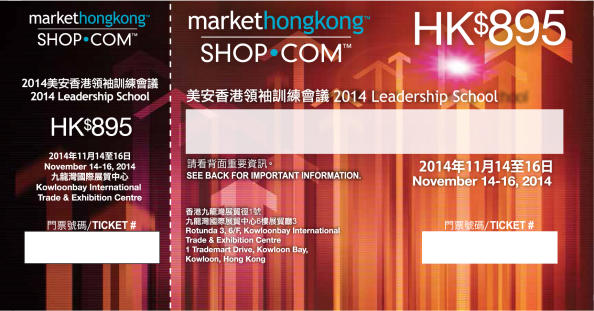 markethongkong™
SHOP•COM™
2014美安香港領袖訓練會議
2014 Leadership School
HK$895
2014年11月14至16日
November 14-16, 2014
九龍灣國際展貿中心
Kowloonbay International
Trade & Exhibition Centre
門票號碼/TICKET #
markethongkong™
SHOP•COM™
HK$895
美安香港領袖訓練會議 2014 Leadership School
請看背面重要資訊。
SEE BACK FOR IMPORTANT INFORMATION.
2014年11月14至16日
November 14-16, 2014
香港九龍灣展貿徑1號
九龍灣國際展貿中心6樓展貿廳3
Rotunda 3, 6/F, Kowloonbay International
Trade & Exhibition Centre
1 Trademart Drive, Kowloon Bay,
Kowloon, Hong Kong
門票號碼/TICKET #